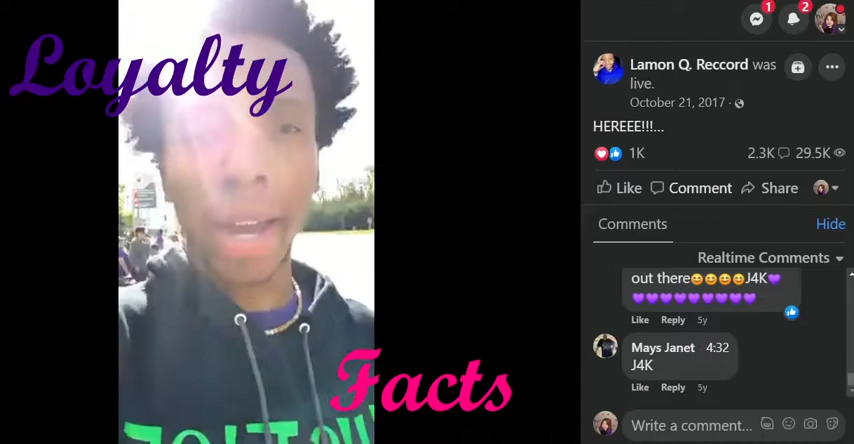 Loyalty
Facts
1
2
Lamon Q. Reccord was
live.
October 21, 2017 ·
HEREEE!!!...
1K
2.3K
29.5K
Like
Comment
Share
Comments
Hide
Realtime Comments
out there😆😆😆😆J4K💜
💜💜💜💜💜💜💜💜💜
Like Reply 5y
Mays Janet 4:32
J4K
Like Reply 5y
Write a comment...